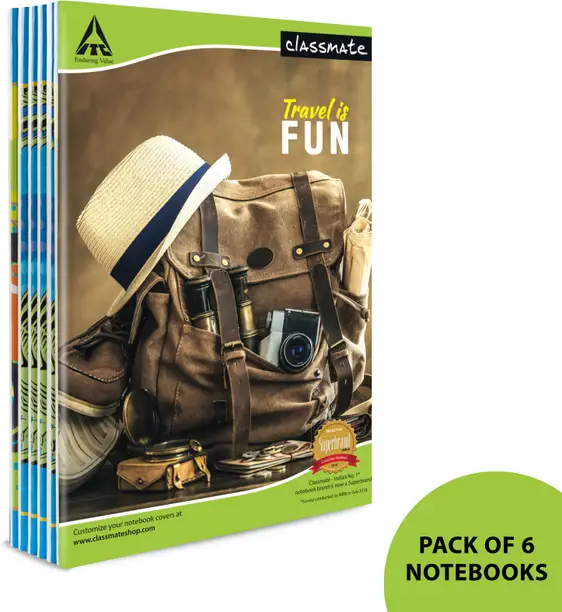 ITC
Enduring Value
classmate
Travel is
FUN
Superbrand
Classmate - India's No. 1*
notebook brand is now a Superbrand
Customize your notebook covers at
www.classmateshop.com
PACK OF 6
NOTEBOOKS